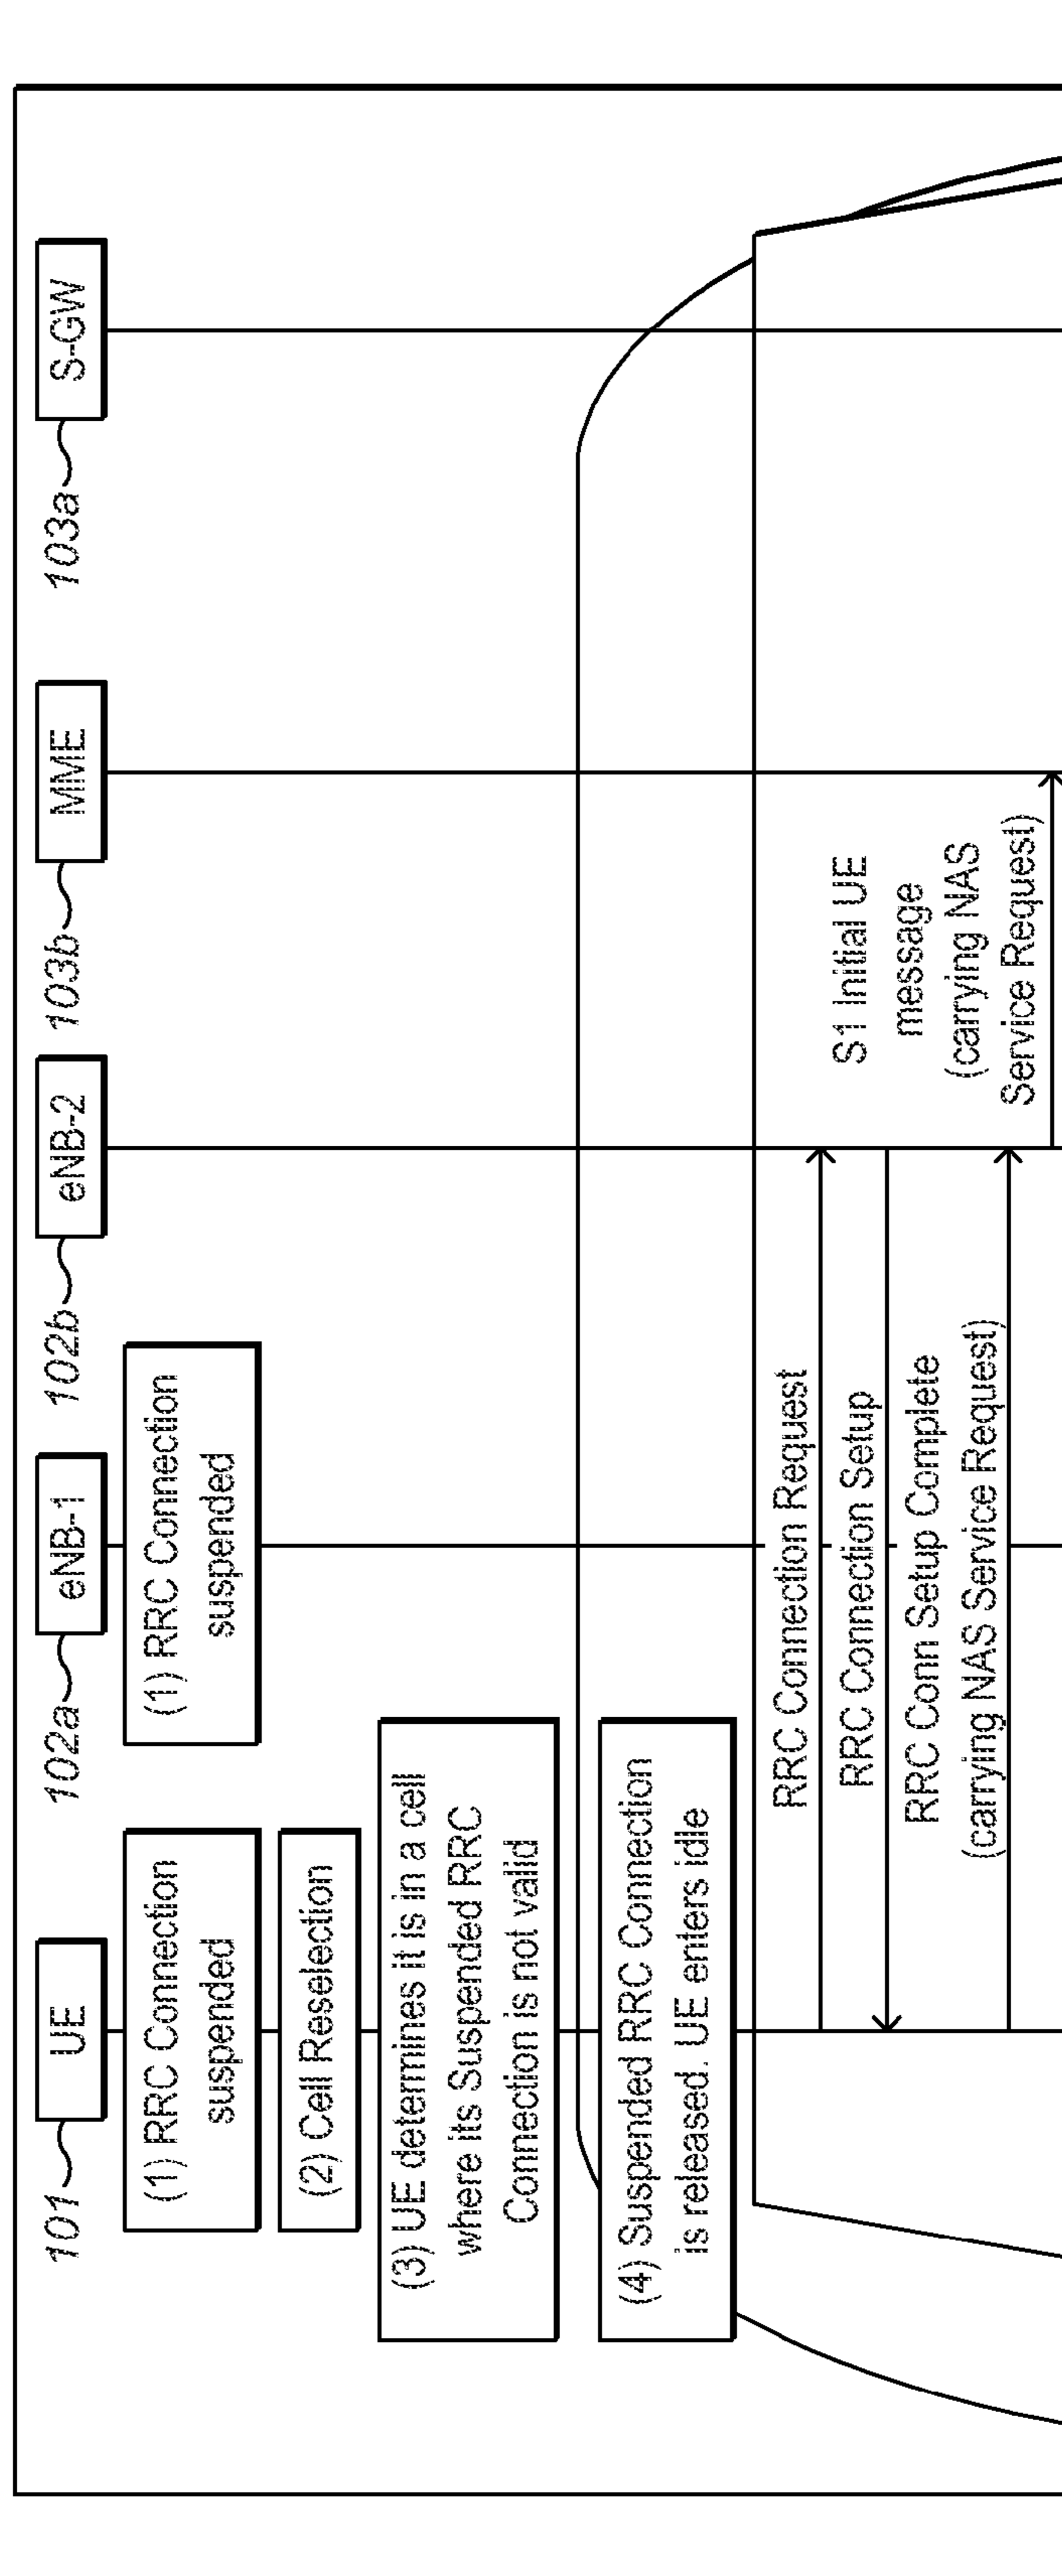 101
UE
102a
eNB-1
102b
eNB-2
103b
MME
103a
S-GW
(1) RRC Connection
suspended
(1) RRC Connection
suspended
(2) Cell Reselection
(3) UE determines it is in a cell
where its Suspended RRC
Connection is not valid
(4) Suspended RRC Connection
is released. UE enters idle
RRC Connection Request
RRC Connection Setup
RRC Conn Setup Complete
(carrying NAS Service Request)
S1 Initial UE
message
(carrying NAS
Service Request)